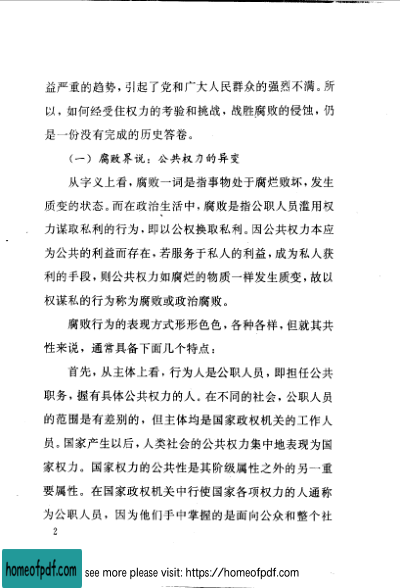 益严重的趋势，引起了党和广大人民群众的强烈不满。所
以，如何经受住权力的考验和挑战，战胜腐败的侵蚀，仍
是一份没有完成的历史答卷。
（一）腐败界说：公共权力的异变
从字义上看，腐败一词是指事物处于腐烂败坏，发生
质变的状态。而在政治生活中，腐败是指公职人员滥用权
力谋取私利的行为，即以公权换取私利。因公共权力本应
为公共的利益而存在，若服务于私人的利益，成为私人获
利的手段，则公共权力如腐烂的物质一样发生质变，故以
权谋私的行为称为腐败或政治腐败。
腐败行为的表现方式形形色色，各种各样，但就其共
性来说，通常具备下面几个特点：
首先，从主体上看，行为人是公职人员，即担任公共
职务，握有具体公共权力的人。在不同的社会，公职人员
的范围是有差别的，但主体均是国家政权机关的工作人
员。国家产生以后，人类社会的公共权力集中地表现为国
家权力。国家权力的公共性是其阶级属性之外的另一重
要属性。在国家政权机关中行使国家各项权力的人通称
为公职人员，因为他们手中掌握的是面向公众和整个社
2
homeofpdf.com
see more please visit: https://homeofpdf.com